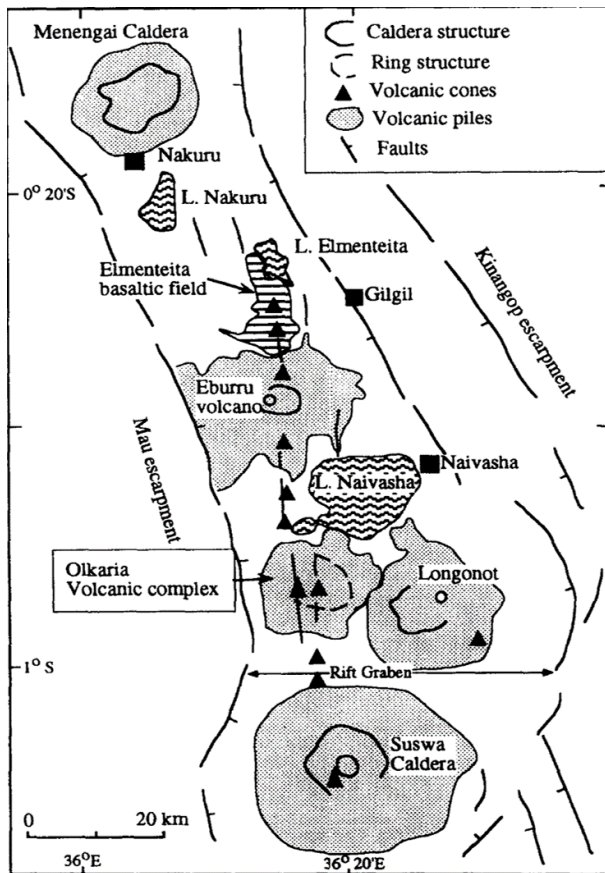 Menengai Caldera
Caldera structure
Ring structure
Volcanic cones
Volcanic piles
Faults
Nakuru
0° 20'S
L. Nakuru
L. Elmenteita
Elmenteita
basaltic field
Gilgil
Kinangop escarpment
Eburru
volcano
Mau escarpment
Naivasha
L. Naivasha
Olkaria
Volcanic complex
Longonot
1° S
Rift Graben
Suswa
Caldera
0 20 km
36°E
36° 20'